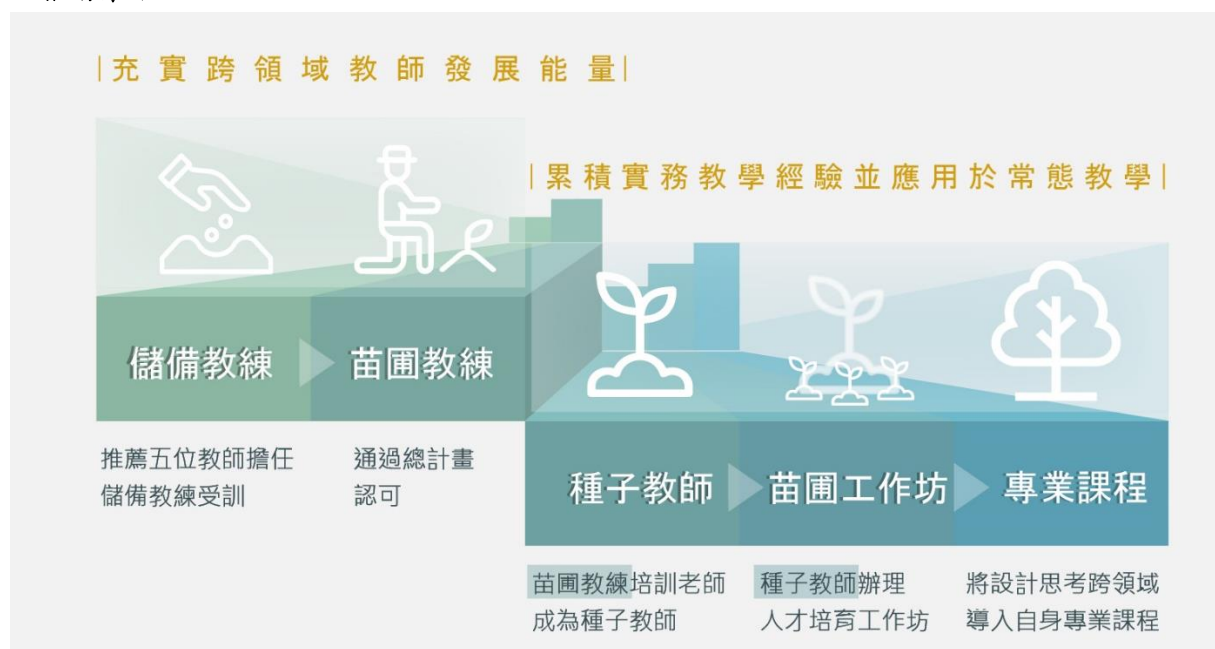 |充實跨領域教師發展能量|
|累積實務教學經驗並應用於常態教學|
儲備教練
苗圃教練
推薦五位教師擔任
儲備教練受訓
通過總計畫
認可
種子教師
苗圃工作坊
專業課程
苗圃教練培訓老師
成為種子教師
種子教師辦理
人才培育工作坊
將設計思考跨領域
導入自身專業課程